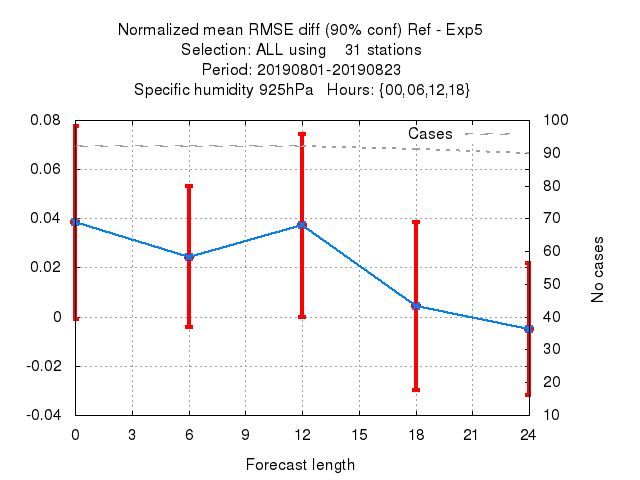 Normalized mean RMSE diff (90% conf) Ref - Exp5
Selection: ALL using    31 stations
Period: 20190801-20190823
Specific humidity 925hPa   Hours: {00,06,12,18}
Cases
0.08
0.06
0.04
0.02
0
-0.02
-0.04
100
90
80
70
60
50
40
30
20
10
No cases
0 3 6 9 12 15 18 21 24
Forecast length